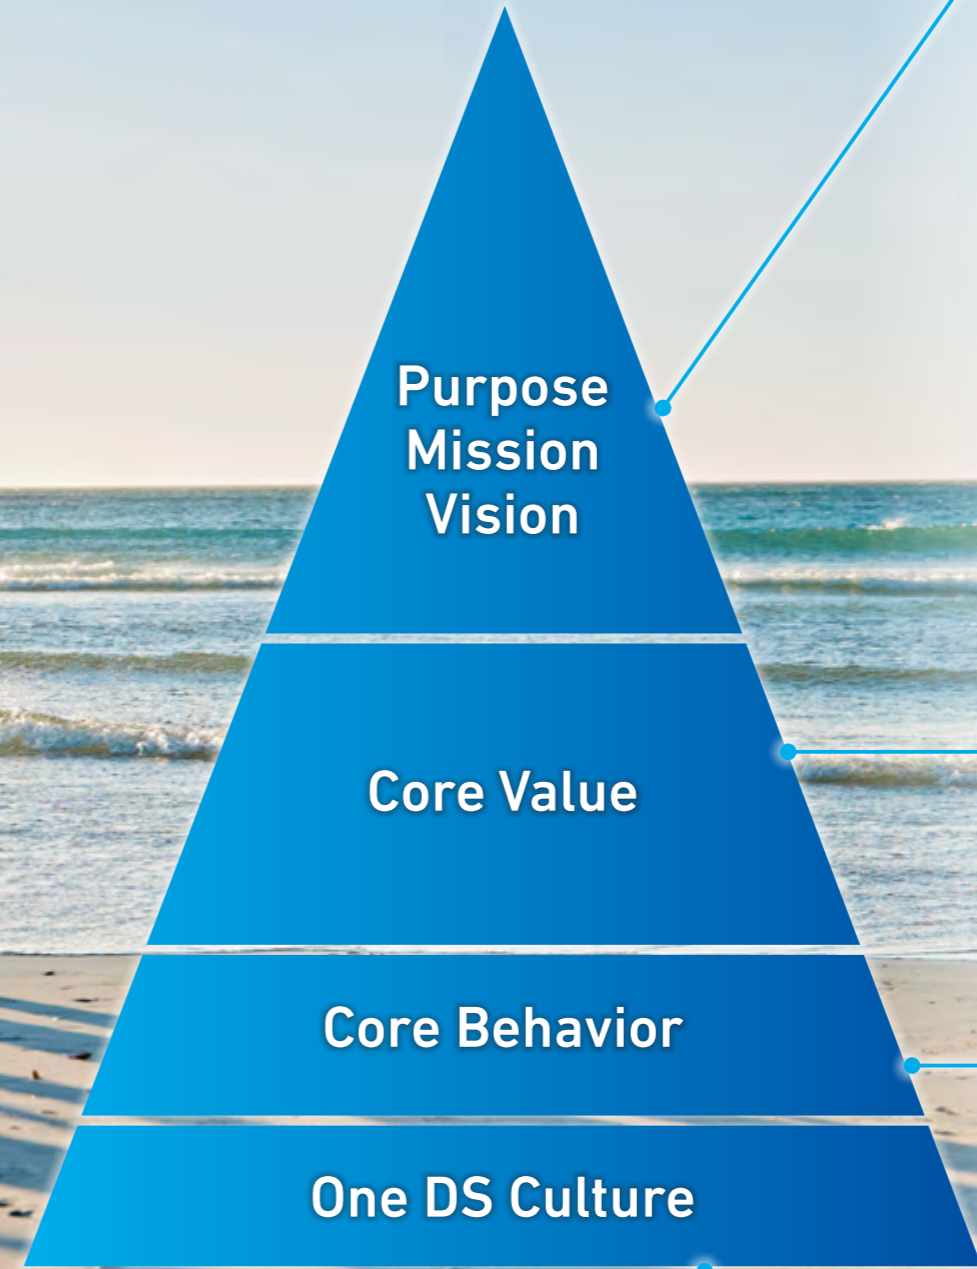 Purpose
Mission
Vision
Core Value
Core Behavior
One DS Culture